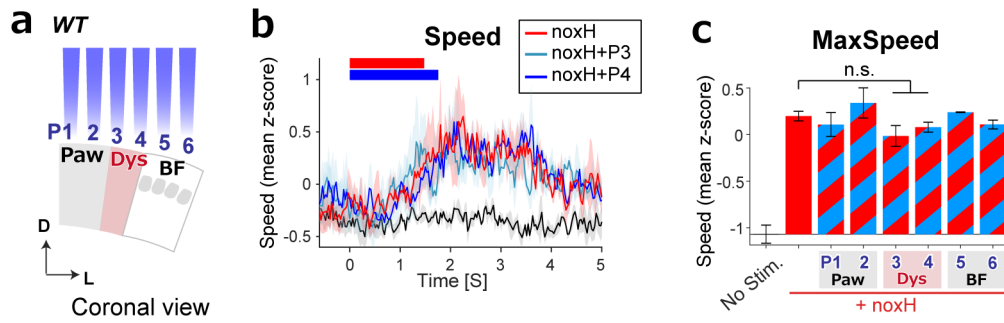 a
WT
P1 2 3 4 5 6
Paw Dys BF
D
L
Coronal view
b
Speed
noxH
noxH+P3
noxH+P4
Speed (mean z-score)
1
0.5
0
-0.5
0 1 2 3 4 5
Time [S]
c
MaxSpeed
n.s.
Speed (mean z-score)
0.5
0
0.5
-1
No Stim.
P1 2 3 4 5 6
Paw Dys BF
+ noxH